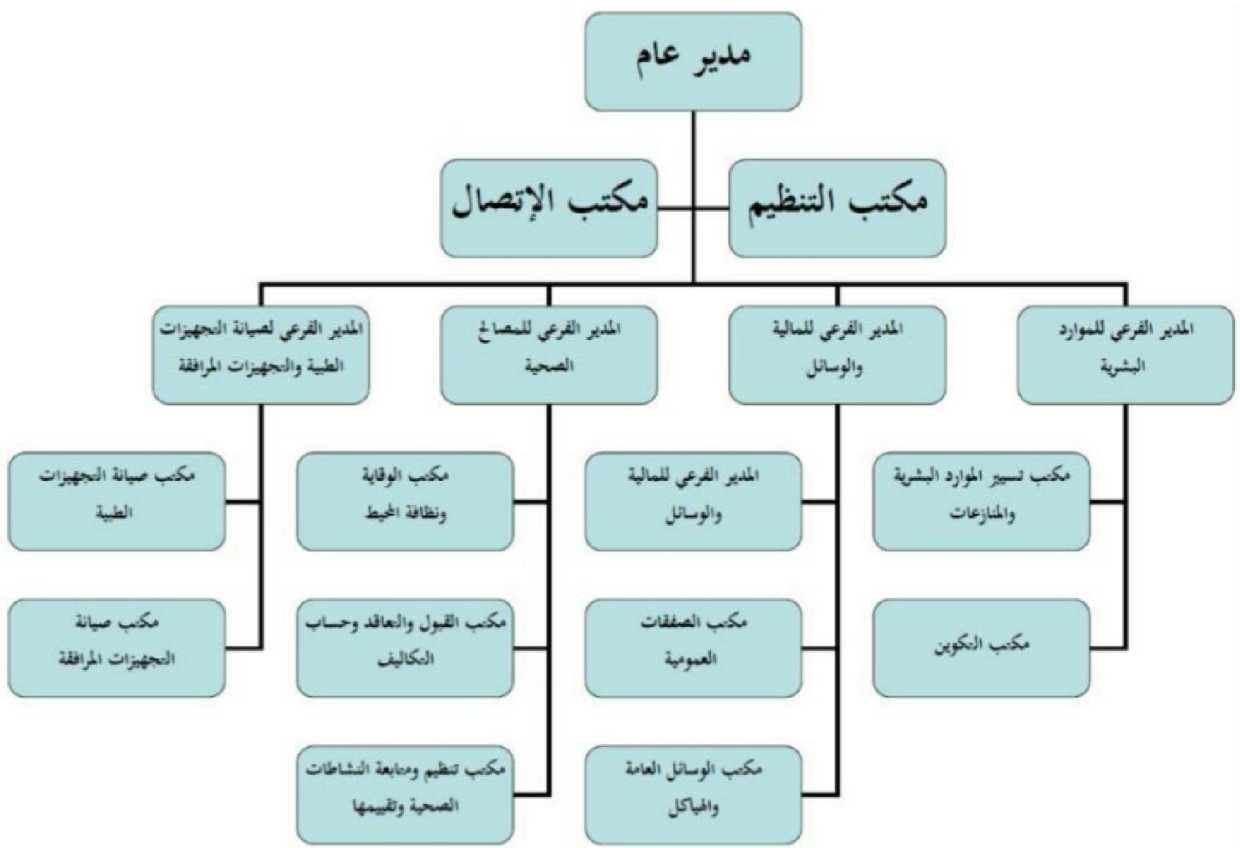 مدير عام
مكتب التنظيم
مكتب الإتصال
المدير الفرعي للموارد
البشرية
المدير الفرعي للمالية
والوسائل
المدير الفرعي للمصالح
الصحية
المدير الفرعي لصيانة التجهيزات
الطبية والتجهيزات المرافقة
مكتب تسيير الموارد البشرية
والمنازعات
المدير الفرعي للمالية
والوسائل
مكتب الوقاية
ونظافة المحيط
مكتب صيانة التجهيزات
الطبية
مكتب التكوين
مكتب الصفقات
العمومية
مكتب القبول والتعاقد وحساب
التكاليف
مكتب صيانة
التجهيزات المرافقة
مكتب الوسائل العامة
والهياكل
مكتب تنظيم ومتابعة النشاطات
الصحية وتقييمها